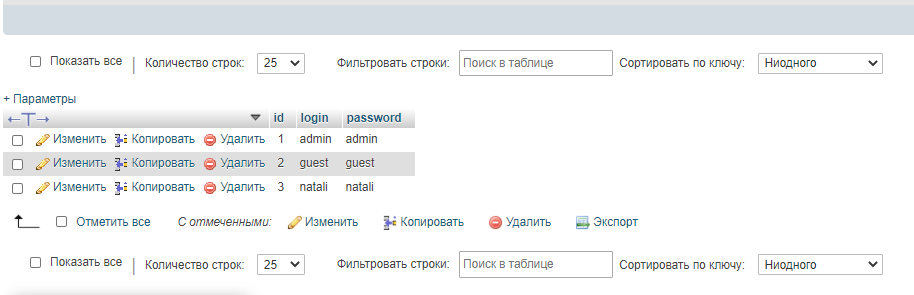 Показать все Количество строк: 25 Фильтровать строки: Поиск в таблице Сортировать по ключу: Ниодного
+ Параметры
←T→ id login password
Изменить Копировать Удалить 1 admin admin
Изменить Копировать Удалить 2 guest guest
Изменить Копировать Удалить 3 natali natali
Отметить все С отмеченными: Изменить Копировать Удалить Экспорт
Показать все Количество строк: 25 Фильтровать строки: Поиск в таблице Сортировать по ключу: Ниодного